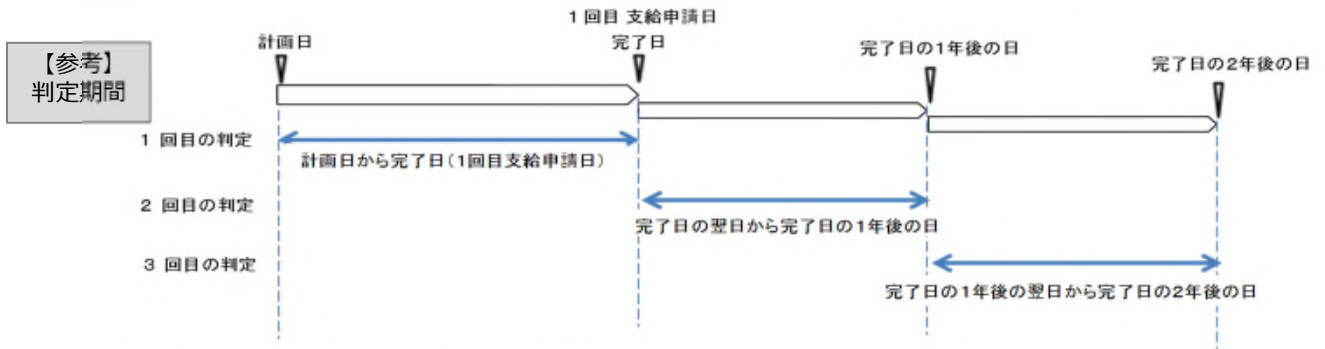 1回目 支給申請日
計画日
完了日
完了日の1年後の日
完了日の2年後の日
【参考】
判定期間
1 回目の判定
計画日から完了日(1回目支給申請日)
2 回目の判定
完了日の翌日から完了日の1年後の日
3 回目の判定
完了日の1年後の翌日から完了日の2年後の日